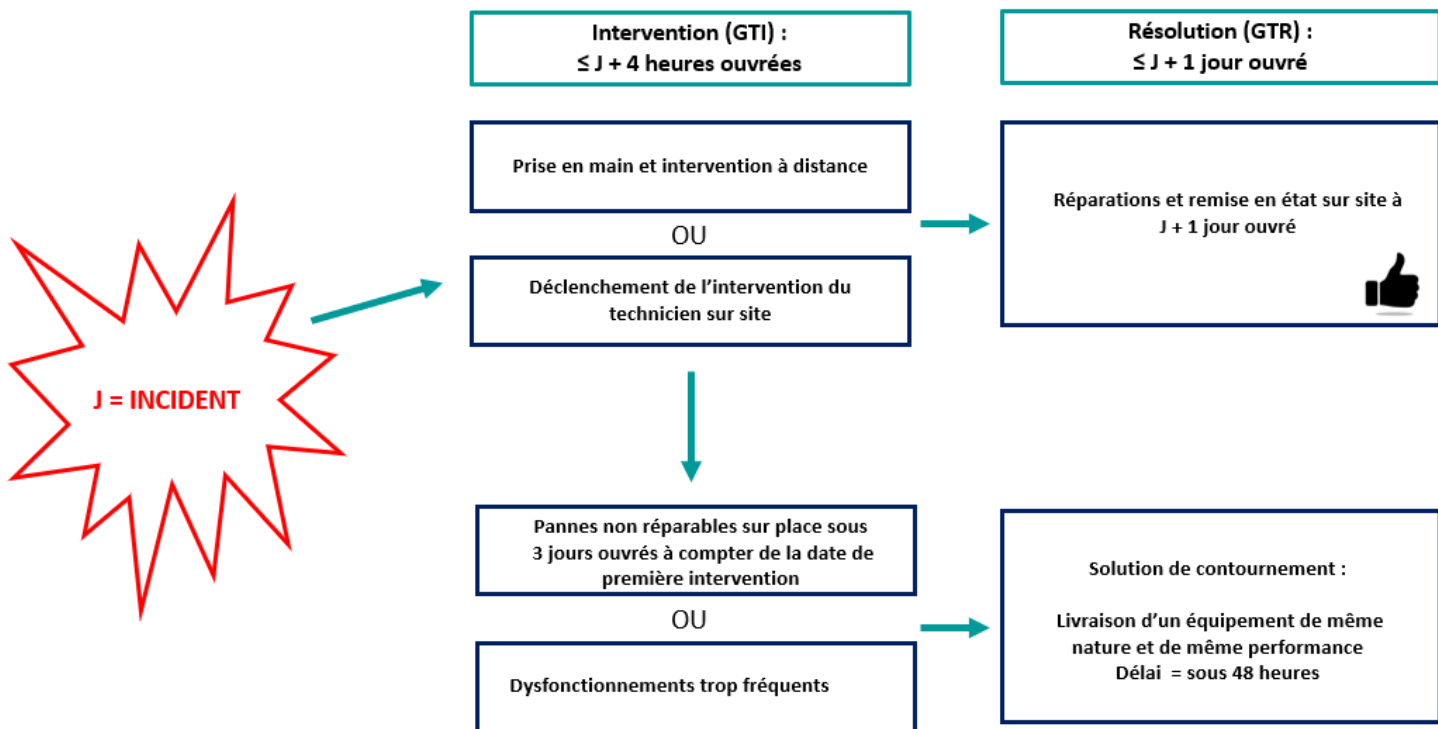 Intervention (GTI) :
≤ J + 4 heures ouvrées
Résolution (GTR) :
≤ J + 1 jour ouvré
Prise en main et intervention à distance
OU
Déclenchement de l’intervention du
technicien sur site
Réparations et remise en état sur site à
J + 1 jour ouvré
J = INCIDENT
Pannes non réparables sur place sous
3 jours ouvrés à compter de la date de
première intervention
OU
Dysfonctionnements trop fréquents
Solution de contournement :
Livraison d’un équipement de même
nature et de même performance
Délai = sous 48 heures